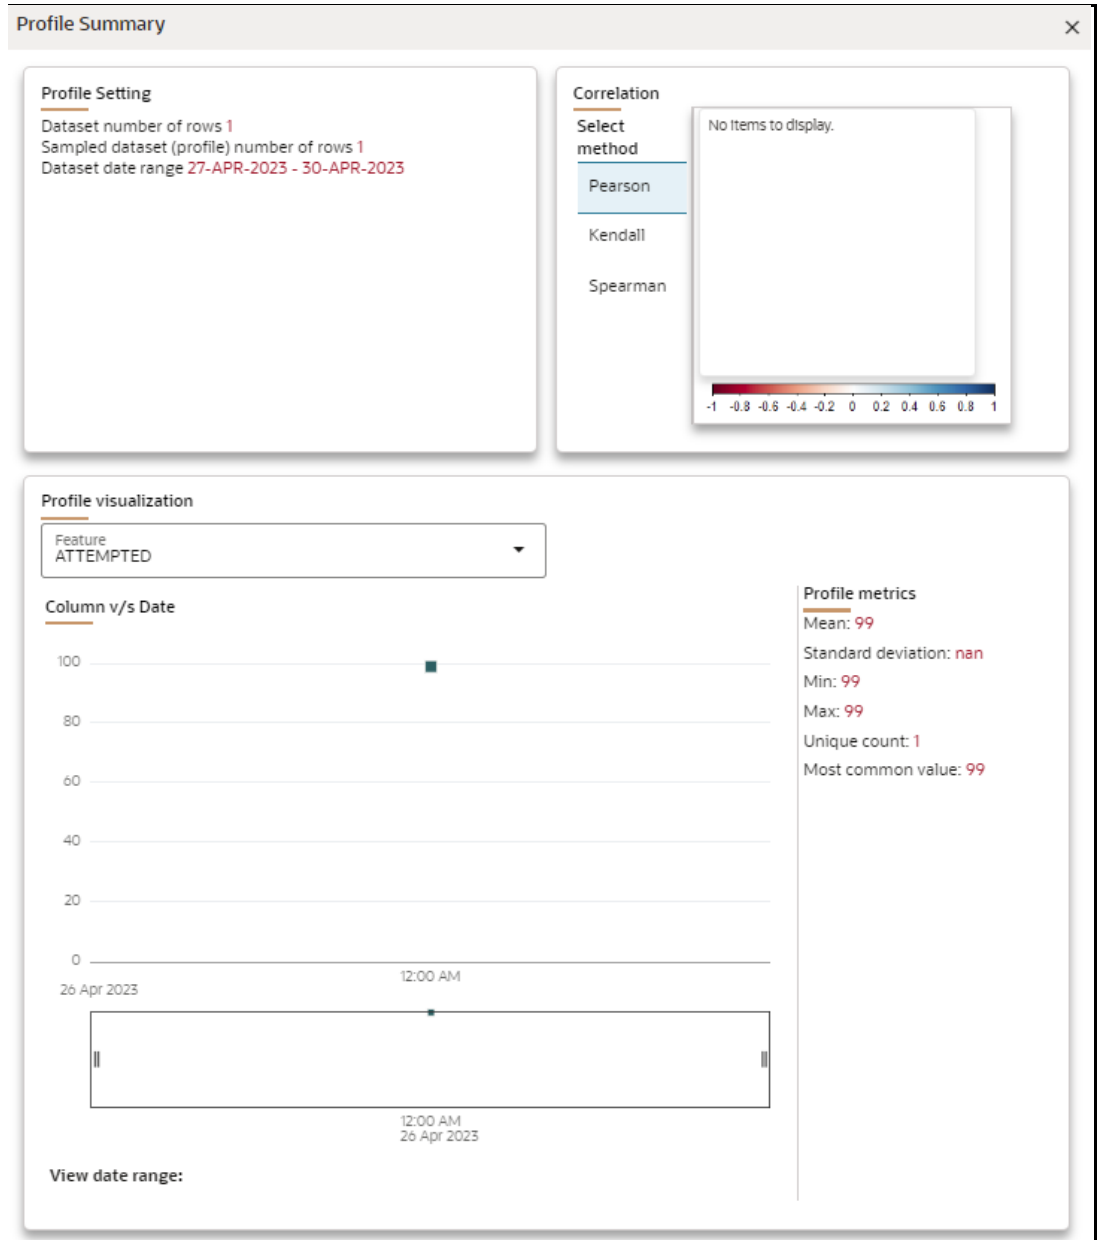 Profile Summary
Profile Setting
Dataset number of rows 1
Sampled dataset (profile) number of rows 1
Dataset date range 27-APR-2023 - 30-APR-2023
Correlation
Select
method
Pearson
Kendall
Spearman
No items to display.
-1 -0.8 -0.6 -0.4 -0.2 0 0.2 0.4 0.6 0.8 1
Profile visualization
Feature
ATTEMPTED
Column v/s Date
100
80
60
40
20
0
12:00 AM
26 Apr 2023
12:00 AM
26 Apr 2023
View date range:
Profile metrics
Mean: 99
Standard deviation: nan
Min: 99
Max: 99
Unique count: 1
Most common value: 99